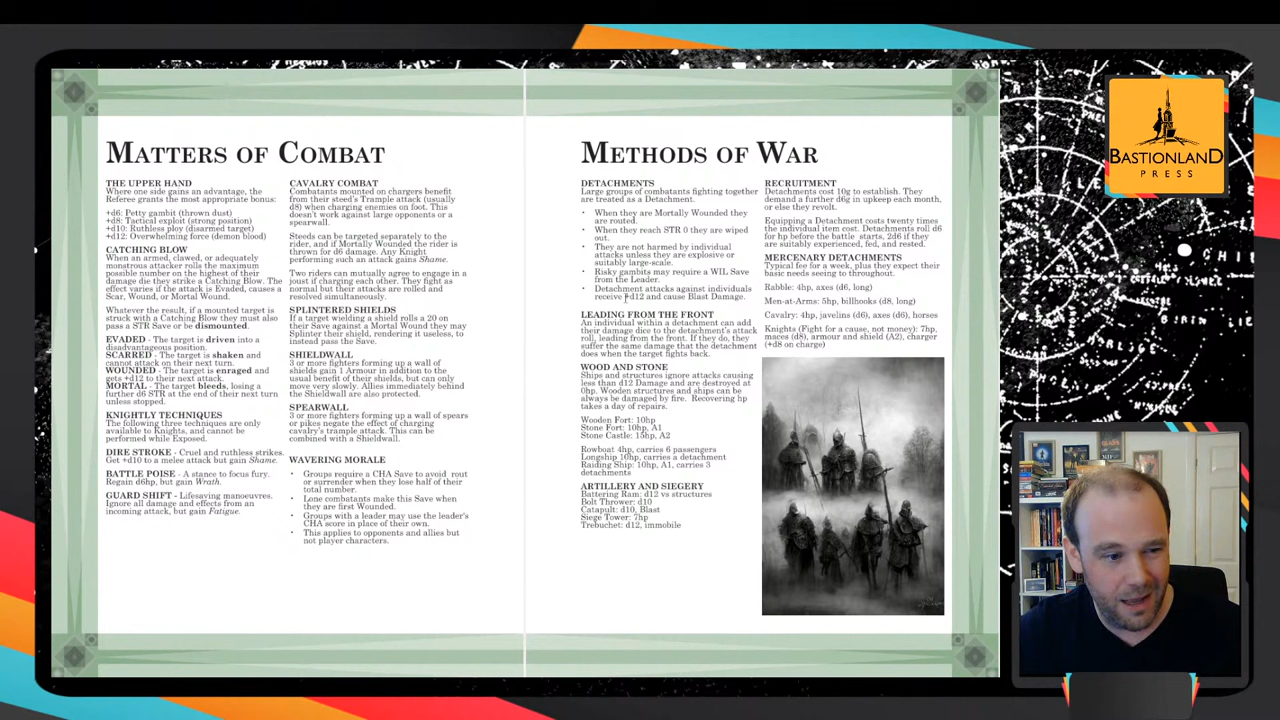 MATTERS OF COMBAT
THE UPPER HAND
Where one side gains an advantage, the
Referee grants the most appropriate bonus:
+d6: Petty gambit (thrown dust)
+d8: Tactical exploit (strong position)
+d10: Ruthless ploy (disarmed target)
+d12: Overwhelming force (demon blood)
CATCHING BLOW
When an armed, clawed, or adequately
monstrous attacker rolls the maximum
possible number on the highest of their
damage die they strike a Catching Blow. The
effect varies if the attack is Evaded, causes a
Scar, Wound, or Mortal Wound.
Whatever the result, if a mounted target is
struck with a Catching Blow they must also
pass a STR Save or be dismounted.
EVADED - The target is driven into a
disadvantageous position.
SCARRED - The target is shaken and
cannot attack on their next turn.
WOUNDED - The target is enraged and
gets +d12 to their next attack.
MORTAL - The target bleeds, losing a
further d6 STR at the end of their next turn
unless stopped.
KNIGHTLY TECHNIQUES
The following three techniques are only
available to Knights, and cannot be
performed while Exposed.
DIRE STROKE - Cruel and ruthless strikes.
Get +d10 to a melee attack but gain Shame.
BATTLE POISE - A stance to focus fury.
Regain d6hp, but gain Wrath.
GUARD SHIFT - Lifesaving manoeuvres.
Ignore all damage and effects from an
incoming attack, but gain Fatigue.
CAVALRY COMBAT
Combatants mounted on chargers benefit
from their steed's Trample attack (usually
d8) when charging enemies on foot. This
doesn't work against large opponents or a
spearwall.
Steeds can be targeted separately to the
rider, and if Mortally Wounded the rider is
thrown for d6 damage. Any Knight
performing such an attack gains Shame.
Two riders can mutually agree to engage in a
joust if charging each other. They fight as
normal but their attacks are rolled and
resolved simultaneously.
SPLINTERED SHIELDS
If a target wielding a shield rolls a 20 on
their Save against a Mortal Wound they may
Splinter their shield, rendering it useless, to
instead pass the Save.
SHIELDWALL
3 or more fighters forming up a wall of
shields gain 1 Armour in addition to the
usual benefit of their shields, but can only
move very slowly. Allies immediately behind
the Shieldwall are also protected.
SPEARWALL
3 or more fighters forming up a wall of spears
or pikes negate the effect of charging
cavalry's trample attack. This can be
combined with a Shieldwall.
WAVERING MORALE
• Groups require a CHA Save to avoid rout
or surrender when they lose half of their
total number.
• Lone combatants make this Save when
they are first Wounded.
• Groups with a leader may use the leader's
CHA score in place of their own.
• This applies to opponents and allies but
not player characters.
METHODS OF WAR
DETACHMENTS
Large groups of combatants fighting together
are treated as a Detachment.
• When they are Mortally Wounded they
are routed.
• When they reach STR 0 they are wiped
out.
• They are not harmed by individual
attacks unless they are explosive or
suitably large-scale.
• Risky gambits may require a WIL Save
from the Leader.
• Detachment attacks against individuals
receive +d12 and cause Blast Damage.
LEADING FROM THE FRONT
An individual within a detachment can add
their damage dice to the detachment's attack
roll, leading from the front. If they do, they
suffer the same damage that the detachment
does when the target fights back.
WOOD AND STONE
Ships and structures ignore attacks causing
less than d12 Damage and are destroyed at
0hp. Wooden structures and ships can be
always be damaged by fire. Recovering hp
takes a day of repairs.
Wooden Fort: 10hp
Stone Fort: 10hp, A1
Stone Castle: 15hp, A2
Rowboat 4hp, carries 6 passengers
Longship 10hp, carries a detachment
Raiding Ship: 10hp, A1, carries 3
detachments
ARTILLERY AND SIEGERY
Battering Ram: d12 vs structures
Bolt Thrower: d10
Catapult: d10, Blast
Siege Tower: 7hp
Trebuchet: d12, immobile
RECRUITMENT
Detachments cost 10g to establish. They
demand a further d6g in upkeep each month,
or else they revolt.
Equipping a Detachment costs twenty times
the individual item cost. Detachments roll d6
for hp before the battle starts, 2d6 if they
are suitably experienced, fed, and rested.
MERCENARY DETACHMENTS
Typical fee for a week, plus they expect their
basic needs seeing to throughout.
Rabble: 4hp, axes (d6, long)
Men-at-Arms: 5hp, billhooks (d8, long)
Cavalry: 4hp, javelins (d6), axes (d6), horses
Knights (Fight for a cause, not money): 7hp,
maces (d8), armour and shield (A2), charger
(+d8 on charge)
BASTIONLAND
PRESS